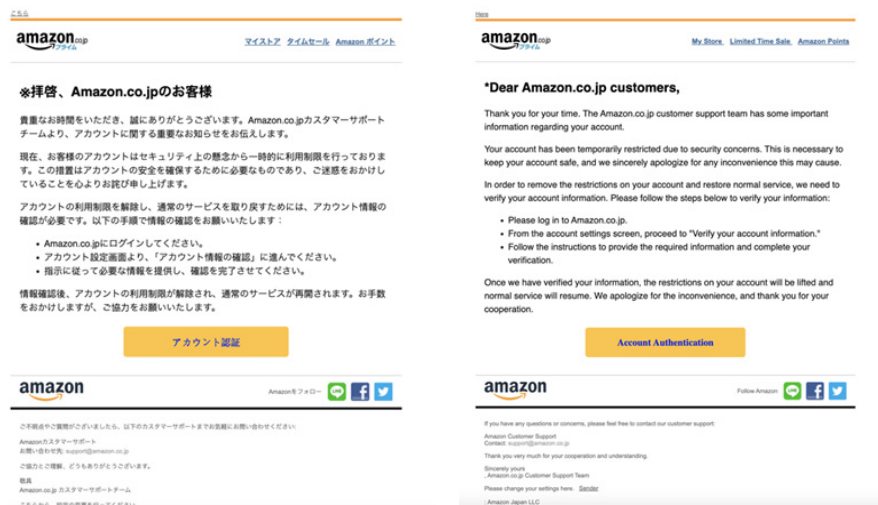 こちら
amazon.co.jp
プライム
マイストア タイムセール Amazon ポイント
※拝啓、Amazon.co.jpのお客様
貴重なお時間をいただき、誠にありがとうございます。Amazon.co.jpカスタマーサポート
チームより、アカウントに関する重要なお知らせをお伝えします。
現在、お客様のアカウントはセキュリティ上の懸念から一時的に利用制限を行っておりま
す。この措置はアカウントの安全を確保するために必要なものであり、ご迷惑をおかけし
ていることを心よりお詫び申し上げます。
アカウントの利用制限を解除し、通常のサービスを取り戻すためには、アカウント情報の
確認が必要です。以下の手順で情報の確認をお願いいたします：
• Amazon.co.jpにログインしてください。
• アカウント設定画面より、「アカウント情報の確認」に進んでください。
• 指示に従って必要な情報を提供し、確認を完了させてください。
情報確認後、アカウントの利用制限が解除され、通常のサービスが再開されます。お手数
をおかけしますが、ご協力をお願いいたします。
アカウント認証
amazon
Amazonをフォロー LINE
ご不明点やご質問がございましたら、以下のカスタマーサポートまでお気軽にお問い合わせください:
Amazonカスタマーサポート
お問い合わせ先: support@amazon.co.jp
ご協力とご理解、どうもありがとうございます。
敬具
Amazon.co.jp カスタマーサポートチーム
Here
amazon.co.jp
プライム
My Store Limited Time Sale Amazon Points
*Dear Amazon.co.jp customers,
Thank you for your time. The Amazon.co.jp customer support team has some important
information regarding your account.
Your account has been temporarily restricted due to security concerns. This is necessary to
keep your account safe, and we sincerely apologize for any inconvenience this may cause.
In order to remove the restrictions on your account and restore normal service, we need to
verify your account information. Please follow the steps below to verify your information:
• Please log in to Amazon.co.jp.
• From the account settings screen, proceed to "Verify your account information."
• Follow the instructions to provide the required information and complete your
verification.
Once we have verified your information, the restrictions on your account will be lifted and
normal service will resume. We apologize for the inconvenience, and thank you for your
cooperation.
Account Authentication
amazon
Follow Amazon LINE
If you have any questions or concerns, please feel free to contact our customer support:
Amazon Customer Support
Contact: support@amazon.co.jp
Thank you very much for your cooperation and understanding.
Sincerely yours
, Amazon.co.jp Customer Support Team
Please change your settings here. Sender
: Amazon Japan LLC